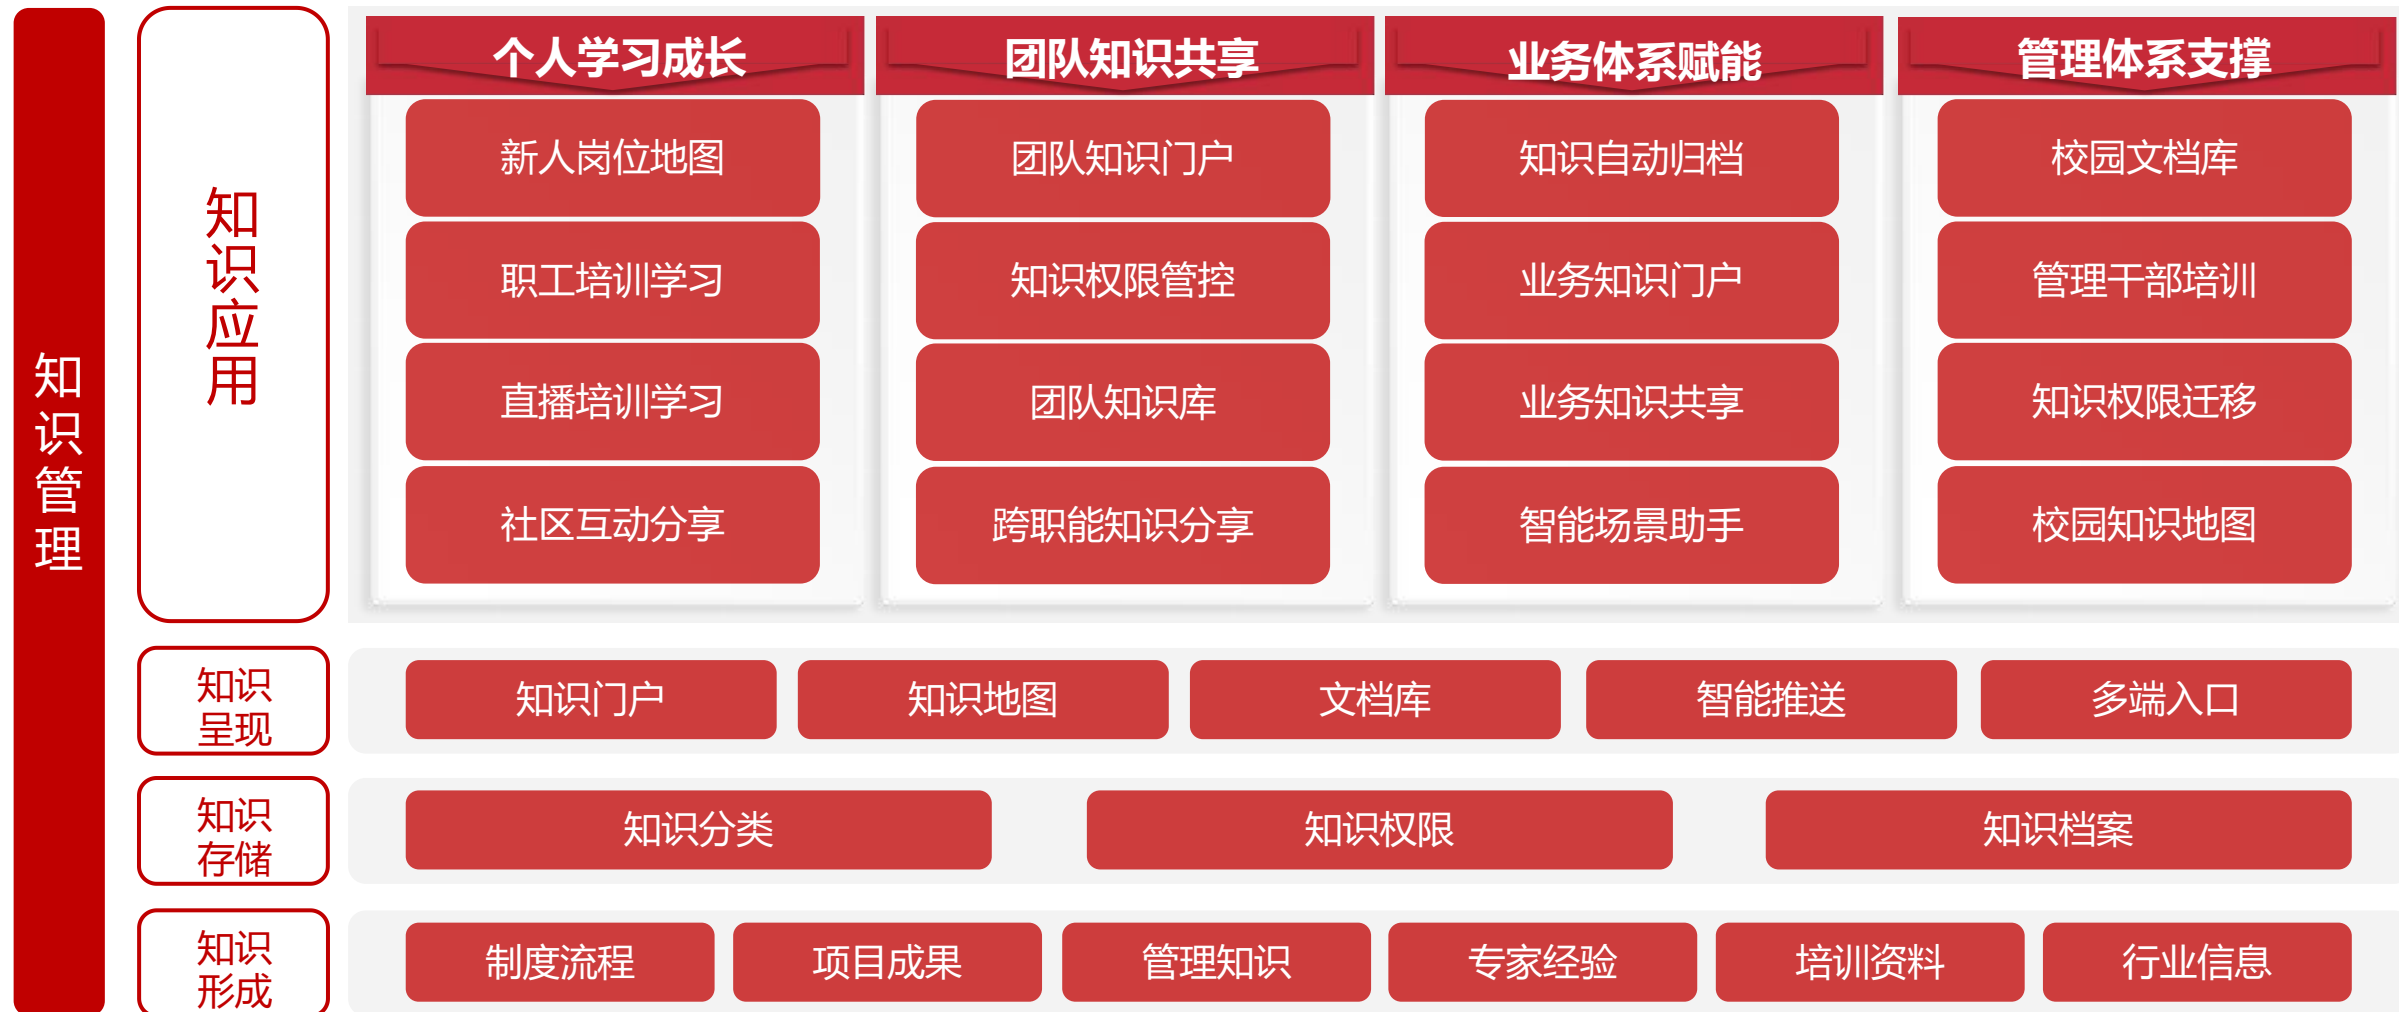 知识管理
知识应用
个人学习成长
新人岗位地图
职工培训学习
直播培训学习
社区互动分享
团队知识共享
团队知识门户
知识权限管控
团队知识库
跨职能知识分享
业务体系赋能
知识自动归档
业务知识门户
业务知识共享
智能场景助手
管理体系支撑
校园文档库
管理干部培训
知识权限迁移
校园知识地图
知识
呈现
知识门户
知识地图
文档库
智能推送
多端入口
知识
存储
知识分类
知识权限
知识档案
知识
形成
制度流程
项目成果
管理知识
专家经验
培训资料
行业信息